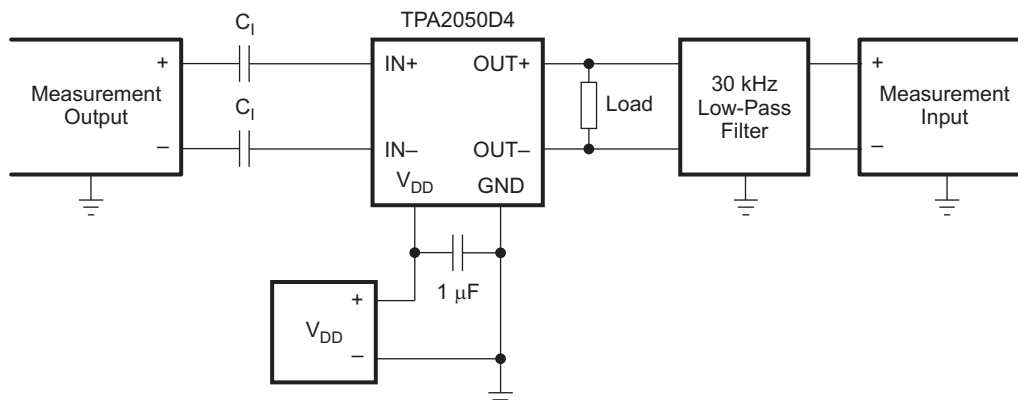 TPA2050D4
C_I
C_I
Measurement
Output
+
–
IN+
IN–
OUT+
OUT–
V_DD
GND
Load
30 kHz
Low-Pass
Filter
+
–
Measurement
Input
1 μF
+
V_DD
–